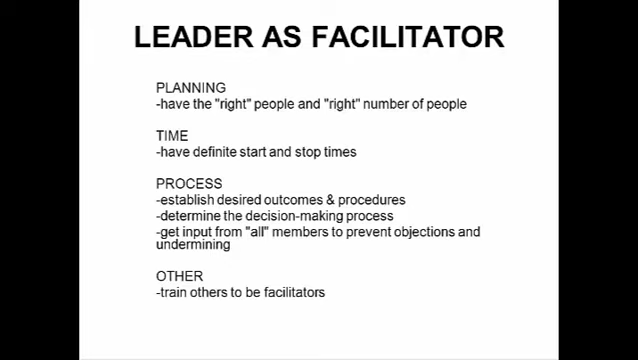 LEADER AS FACILITATOR
PLANNING
-have the "right" people and "right" number of people
TIME
-have definite start and stop times
PROCESS
-establish desired outcomes & procedures
-determine the decision-making process
-get input from "all" members to prevent objections and
undermining
OTHER
-train others to be facilitators